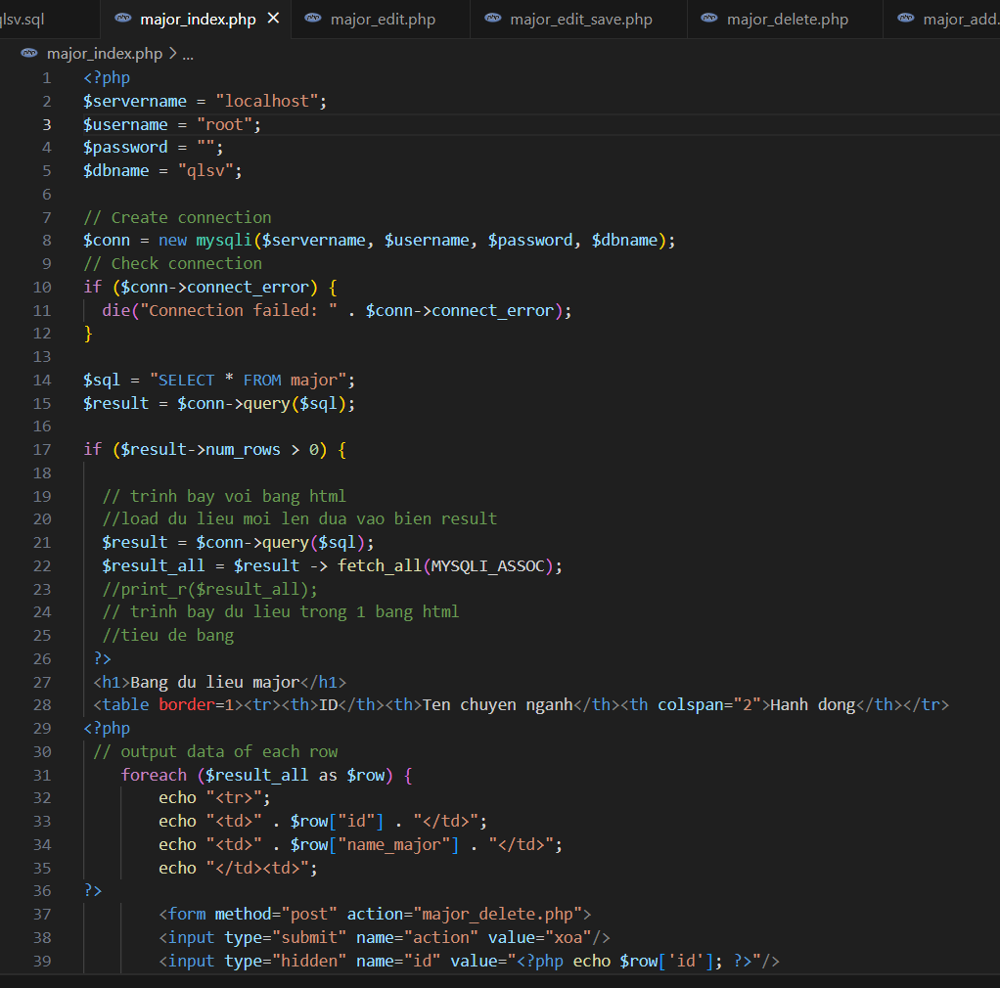 qlsv.sql major_index.php × major_edit.php major_edit_save.php major_delete.php major_add.
major_index.php > ...
1 <?php
2 $servername = "localhost";
3 $username = "root";
4 $password = "";
5 $dbname = "qlsv";
6
7 // Create connection
8 $conn = new mysqli($servername, $username, $password, $dbname);
9 // Check connection
10 if ($conn->connect_error) {
11 die("Connection failed: " . $conn->connect_error);
12 }
13
14 $sql = "SELECT * FROM major";
15 $result = $conn->query($sql);
16
17 if ($result->num_rows > 0) {
18
19 // trinh bay voi bang html
20 //load du lieu moi len dua vao bien result
21 $result = $conn->query($sql);
22 $result_all = $result -> fetch_all(MYSQLI_ASSOC);
23 //print_r($result_all);
24 // trinh bay du lieu trong 1 bang html
25 //tieu de bang
26 ?>
27 <h1>Bang du lieu major</h1>
28 <table border=1><tr><th>ID</th><th>Ten chuyen nganh</th><th colspan="2">Hanh dong</th></tr>
29 <?php
30 // output data of each row
31 foreach ($result_all as $row) {
32 echo "<tr>";
33 echo "<td>" . $row["id"] . "</td>";
34 echo "<td>" . $row["name_major"] . "</td>";
35 echo "</td><td>";
36 ?>
37 <form method="post" action="major_delete.php">
38 <input type="submit" name="action" value="xoa"/>
39 <input type="hidden" name="id" value="<?php echo $row['id']; ?>"/>